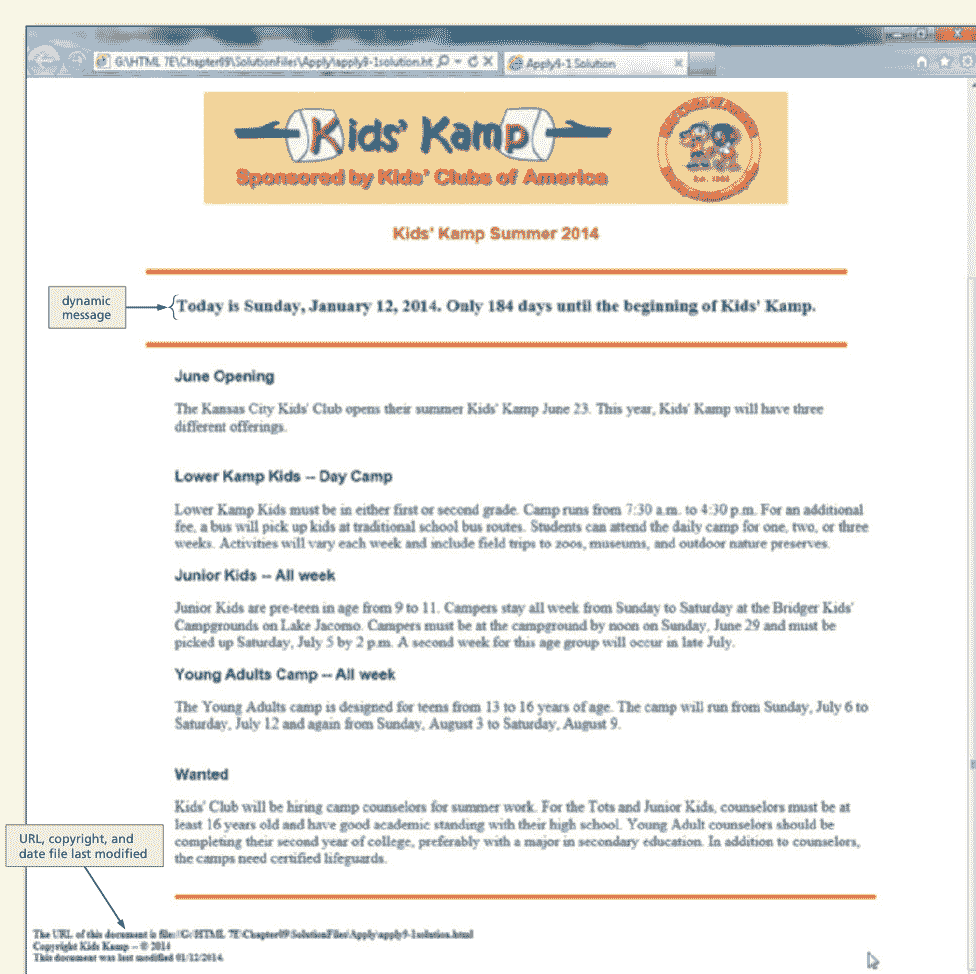 G:\HTML 7E\Chapter09\SolutionFiles\Apply\apply9-1solution.ht
Apply9-1 Solution
Kids' Kamp
Sponsored by Kids' Clubs of America
Est. 1984
Kids' Kamp Summer 2014
dynamic
message
Today is Sunday, January 12, 2014. Only 184 days until the beginning of Kids' Kamp.
June Opening
The Kansas City Kids' Club opens their summer Kids' Kamp June 23. This year, Kids' Kamp will have three
different offerings.
Lower Kamp Kids -- Day Camp
Lower Kamp Kids must be in either first or second grade. Camp runs from 7:30 a.m. to 4:30 p.m. For an additional
fee, a bus will pick up kids at traditional school bus routes. Students can attend the daily camp for one, two, or three
weeks. Activities will vary each week and include field trips to zoos, museums, and outdoor nature preserves.
Junior Kids -- All week
Junior Kids are pre-teen in age from 9 to 11. Campers stay all week from Sunday to Saturday at the Bridger Kids'
Campgrounds on Lake Jacomo. Campers must be at the campground by noon on Sunday, June 29 and must be
picked up Saturday, July 5 by 2 p.m. A second week for this age group will occur in late July.
Young Adults Camp -- All week
The Young Adults camp is designed for teens from 13 to 16 years of age. The camp will run from Sunday, July 6 to
Saturday, July 12 and again from Sunday, August 3 to Saturday, August 9.
Wanted
Kids' Club will be hiring camp counselors for summer work. For the Tots and Junior Kids, counselors must be at
least 16 years old and have good academic standing with their high school. Young Adult counselors should be
completing their second year of college, preferably with a major in secondary education. In addition to counselors,
the camps need certified lifeguards.
URL, copyright, and
date file last modified
The URL of this document is file:///G:/HTML 7E/Chapter09/SolutionFiles/Apply/apply9-1solution.html
Copyright Kids Kamp -- © 2014
This document was last modified 01/12/2014.